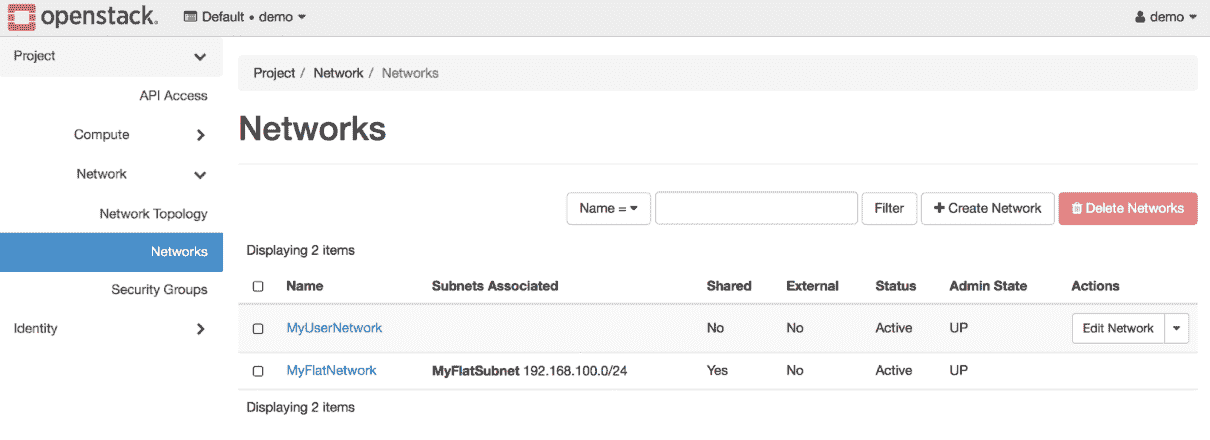 openstack. Default • demo demo
Project
API Access
Compute
Network
Network Topology
Networks
Security Groups
Identity
Project / Network / Networks
Networks
Name = Filter + Create Network Delete Networks
Displaying 2 items
Name Subnets Associated Shared External Status Admin State Actions
MyUserNetwork No No Active UP Edit Network
MyFlatNetwork MyFlatSubnet 192.168.100.0/24 Yes No Active UP
Displaying 2 items